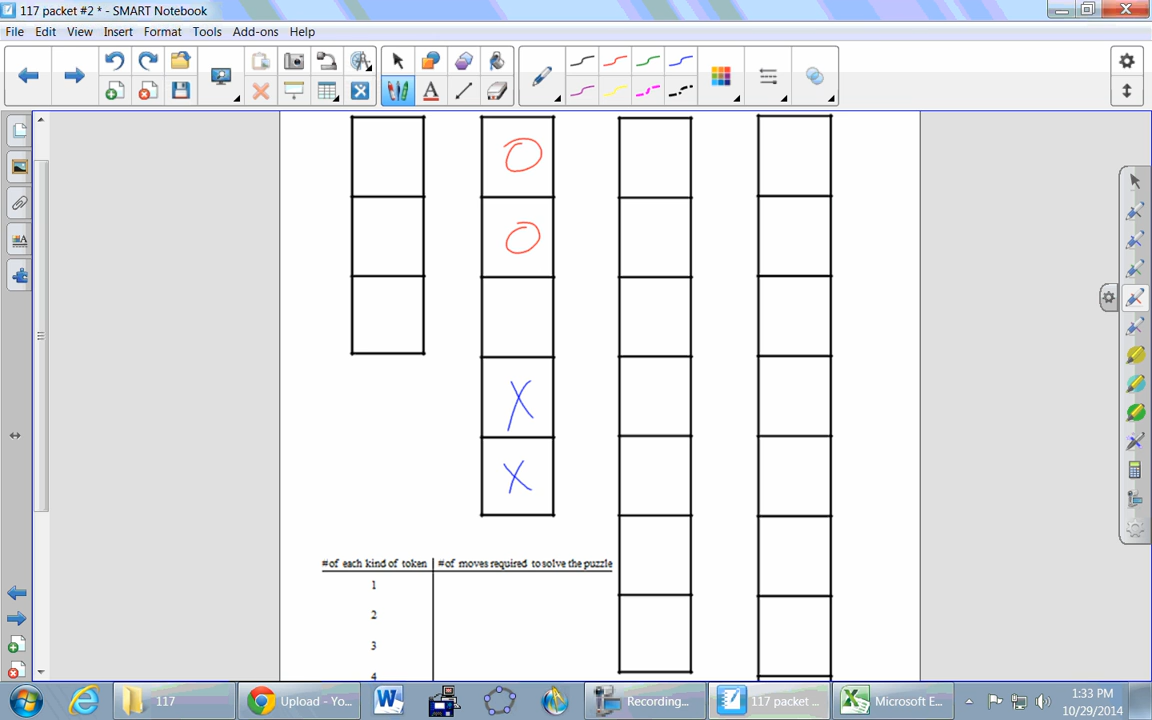 117 packet #2 * - SMART Notebook
File Edit View Insert Format Tools Add-ons Help
O
O
X
X
# of each kind of token # of moves required to solve the puzzle
1
2
3
4
117 Upload - Yo... Recording... 117 packet ... Microsoft E...
1:33 PM
10/29/2014